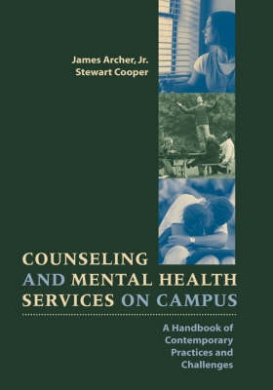 James Archer, Jr.
Stewart Cooper
COUNSELING
AND MENTAL HEALTH
SERVICES ON CAMPUS
A Handbook of
Contemporary
Practices and
Challenges